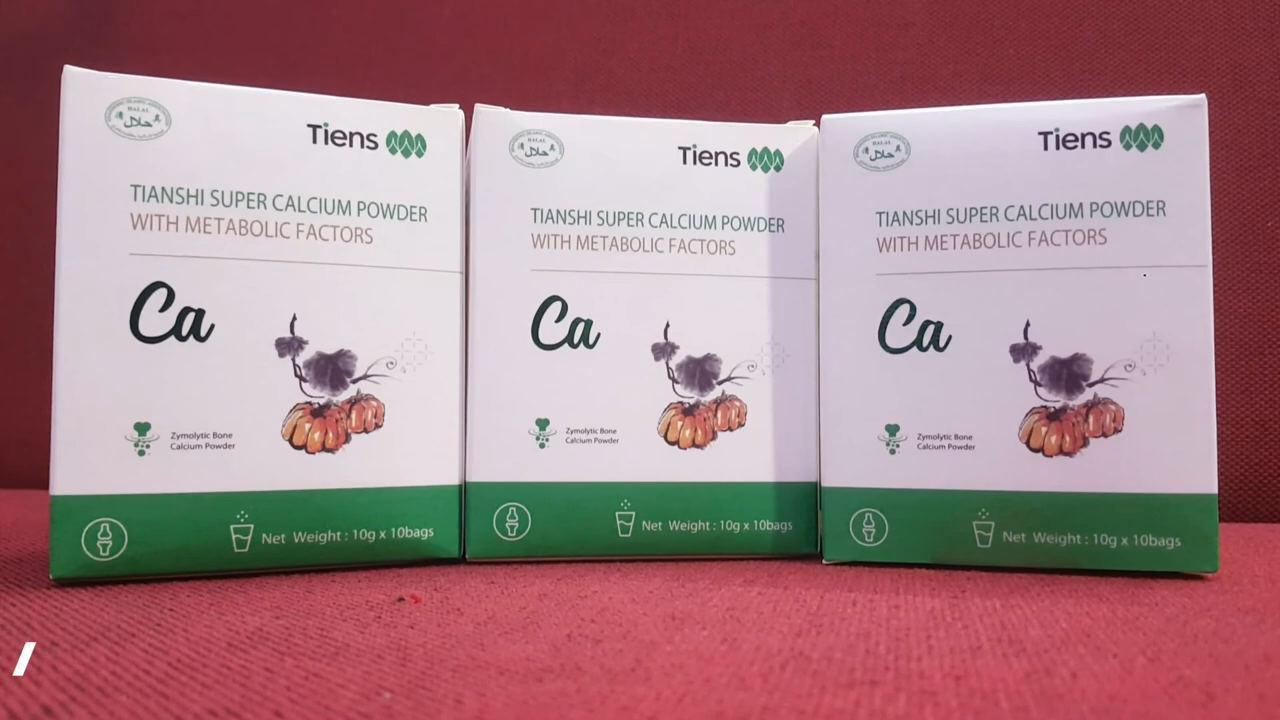 HALAL
حلال
Tiens
TIANSHI SUPER CALCIUM POWDER
WITH METABOLIC FACTORS
Ca
Zymolytic Bone
Calcium Powder
Net Weight : 10g x 10bags
HALAL
حلال
Tiens
TIANSHI SUPER CALCIUM POWDER
WITH METABOLIC FACTORS
Ca
Zymolytic Bone
Calcium Powder
Net Weight : 10g x 10bags
HALAL
حلال
Tiens
TIANSHI SUPER CALCIUM POWDER
WITH METABOLIC FACTORS
Ca
Zymolytic Bone
Calcium Powder
Net Weight : 10g x 10bags